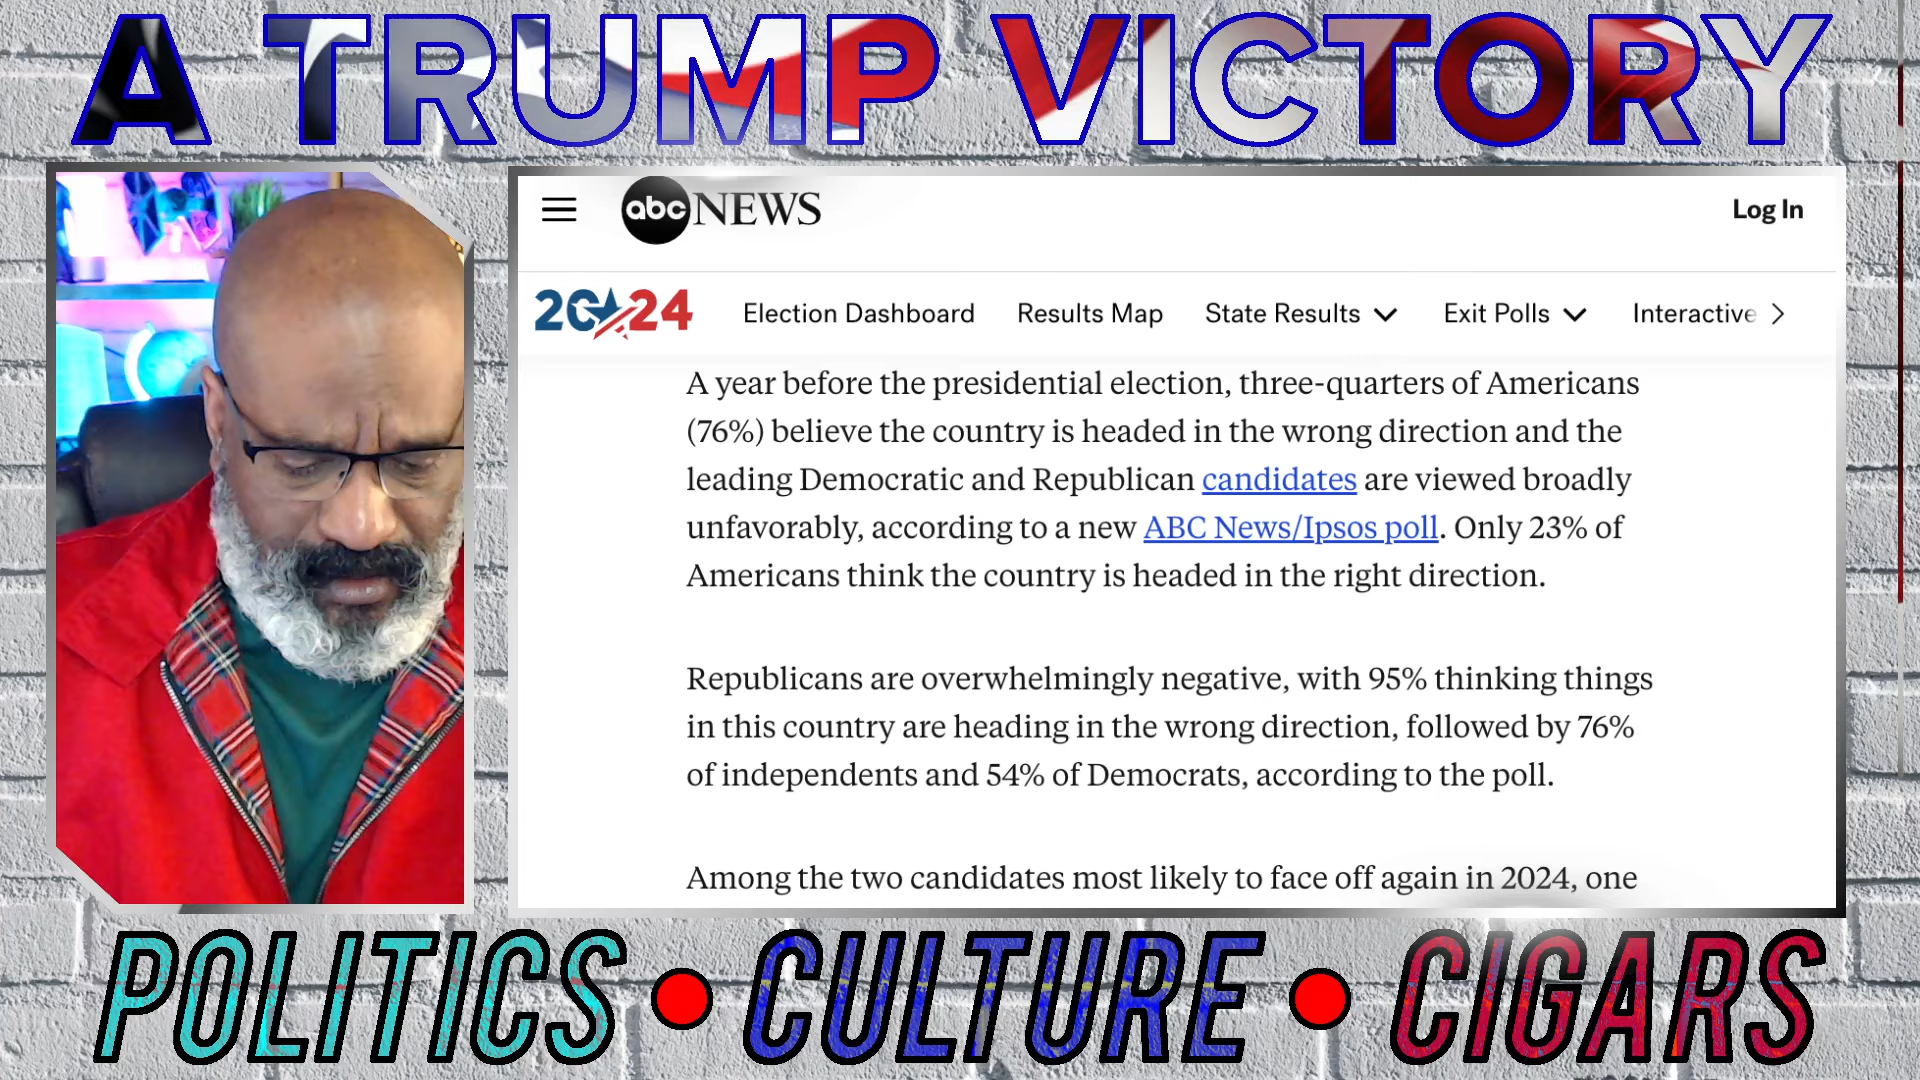 A TRUMP VICTORY
abc NEWS
Log In
2024
Election Dashboard
Results Map
State Results
Exit Polls
Interactive
A year before the presidential election, three-quarters of Americans
(76%) believe the country is headed in the wrong direction and the
leading Democratic and Republican candidates are viewed broadly
unfavorably, according to a new ABC News/Ipsos poll. Only 23% of
Americans think the country is headed in the right direction.
Republicans are overwhelmingly negative, with 95% thinking things
in this country are heading in the wrong direction, followed by 76%
of independents and 54% of Democrats, according to the poll.
Among the two candidates most likely to face off again in 2024, one
POLITICS • CULTURE • CIGARS